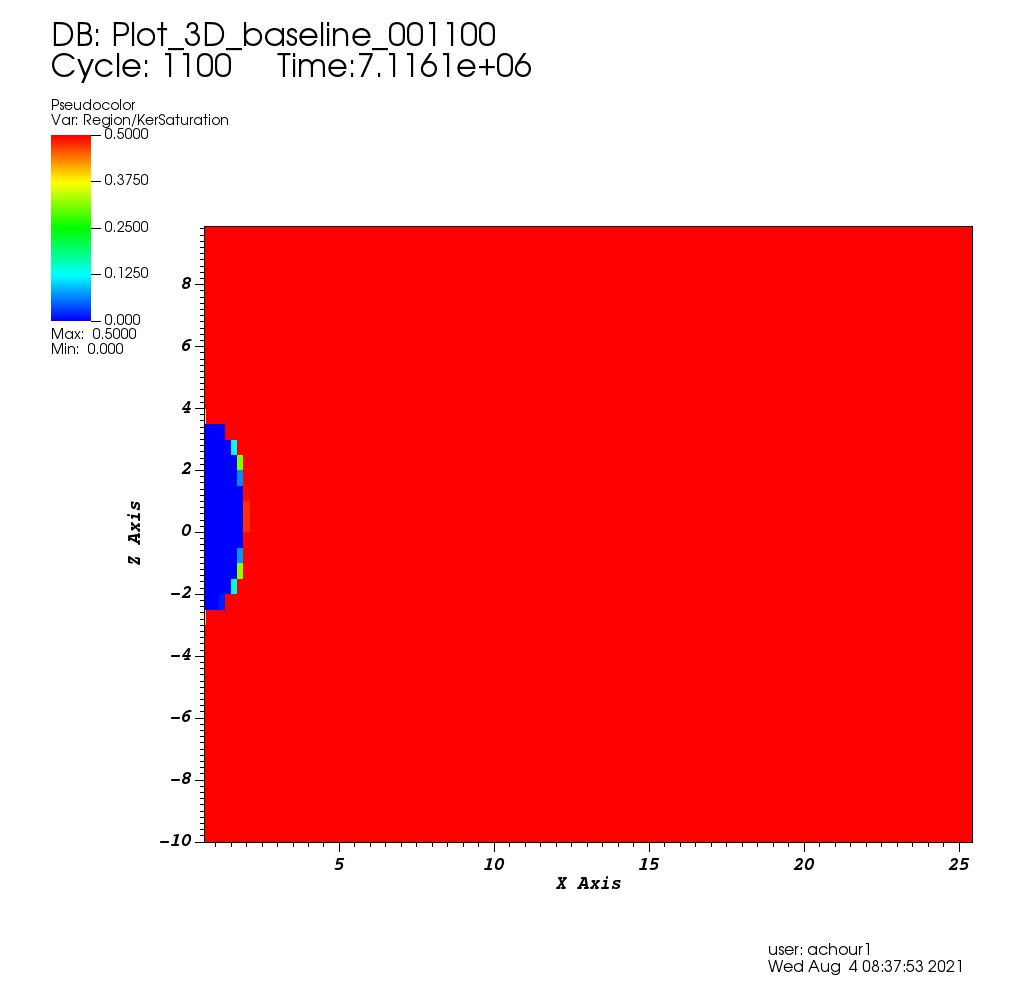 DB: Plot_3D_baseline_001100
Cycle: 1100 Time:7.1161e+06
Pseudocolor
Var: Region/KerSaturation
0.5000
0.3750
0.2500
0.1250
0.000
Max: 0.5000
Min: 0.000
8
6
4
2
0
-2
-4
-6
-8
-10
Z Axis
5 10 15 20 25
X Axis
user: achour1
Wed Aug 4 08:37:53 2021